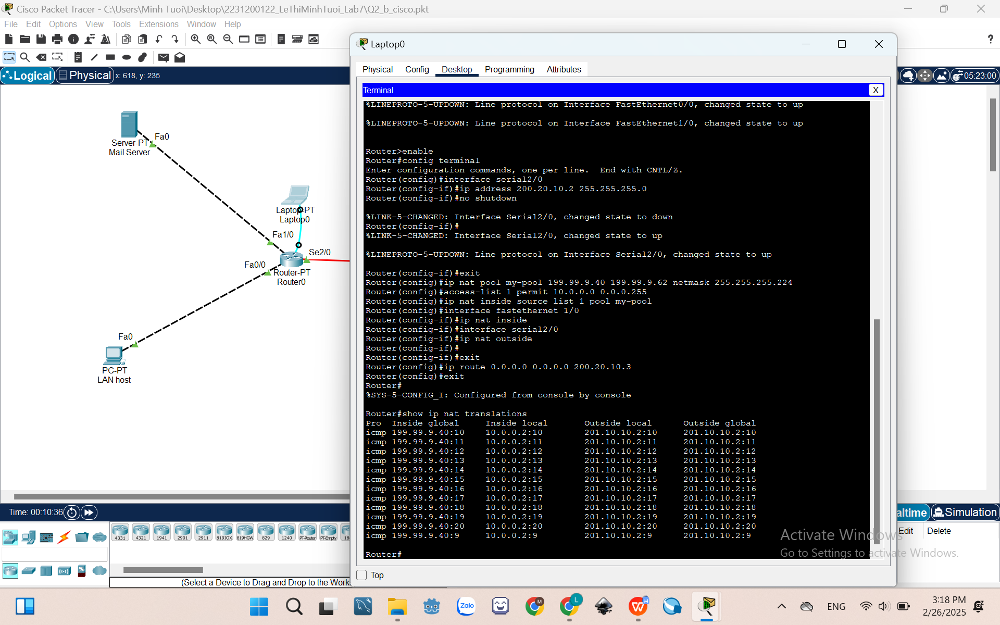 Cisco Packet Tracer - C:\Users\Minh Tuoi\Desktop\2231200122_LeThiMinhTuoi_Lab7\Q2_b_cisco.pkt
File Edit Options View Tools Extensions Window Help
Logical Physical x: 618, y: 235
05:23:00
Fa0
Server-PT
Mail Server
Laptop-PT
Laptop0
Fa1/0
Se2/0
Fa0/0
Router-PT
Router0
Fa0
PC-PT
LAN host
Laptop0
Physical Config Desktop Programming Attributes
Terminal X
%LINEPROTO-5-UPDOWN: Line protocol on Interface FastEthernet0/0, changed state to up
%LINEPROTO-5-UPDOWN: Line protocol on Interface FastEthernet1/0, changed state to up
Router>enable
Router#config terminal
Enter configuration commands, one per line. End with CNTL/Z.
Router(config)#interface serial2/0
Router(config-if)#ip address 200.20.10.2 255.255.255.0
Router(config-if)#no shutdown
%LINK-5-CHANGED: Interface Serial2/0, changed state to down
Router(config-if)#
%LINK-5-CHANGED: Interface Serial2/0, changed state to up
%LINEPROTO-5-UPDOWN: Line protocol on Interface Serial2/0, changed state to up
Router(config-if)#exit
Router(config)#ip nat pool my-pool 199.99.9.40 199.99.9.62 netmask 255.255.255.224
Router(config)#access-list 1 permit 10.0.0.0 0.0.0.255
Router(config)#ip nat inside source list 1 pool my-pool
Router(config)#interface fastethernet 1/0
Router(config-if)#ip nat inside
Router(config-if)#interface serial2/0
Router(config-if)#ip nat outside
Router(config-if)#
Router(config-if)#exit
Router(config)#ip route 0.0.0.0 0.0.0.0 200.20.10.3
Router(config)#exit
Router#
%SYS-5-CONFIG_I: Configured from console by console
Router#show ip nat translations
Pro Inside global Inside local Outside local Outside global
icmp 199.99.9.40:10 10.0.0.2:10 201.10.10.2:10 201.10.10.2:10
icmp 199.99.9.40:11 10.0.0.2:11 201.10.10.2:11 201.10.10.2:11
icmp 199.99.9.40:12 10.0.0.2:12 201.10.10.2:12 201.10.10.2:12
icmp 199.99.9.40:13 10.0.0.2:13 201.10.10.2:13 201.10.10.2:13
icmp 199.99.9.40:14 10.0.0.2:14 201.10.10.2:14 201.10.10.2:14
icmp 199.99.9.40:15 10.0.0.2:15 201.10.10.2:15 201.10.10.2:15
icmp 199.99.9.40:16 10.0.0.2:16 201.10.10.2:16 201.10.10.2:16
icmp 199.99.9.40:17 10.0.0.2:17 201.10.10.2:17 201.10.10.2:17
icmp 199.99.9.40:18 10.0.0.2:18 201.10.10.2:18 201.10.10.2:18
icmp 199.99.9.40:19 10.0.0.2:19 201.10.10.2:19 201.10.10.2:19
icmp 199.99.9.40:20 10.0.0.2:20 201.10.10.2:20 201.10.10.2:20
icmp 199.99.9.40:9 10.0.0.2:9 201.10.10.2:9 201.10.10.2:9
Router#
Top
Time: 00:10:36
altime Simulation
Edit Delete
4331 4321 1941 2901 2911 819IOX 819HGW 829 1240 PT-Router PT-Empty 18
(Select a Device to Drag and Drop to the Work
Activate Windows
Go to Settings to activate Windows.
Zalo
M
L
W
ENG
3:18 PM
2/26/2025